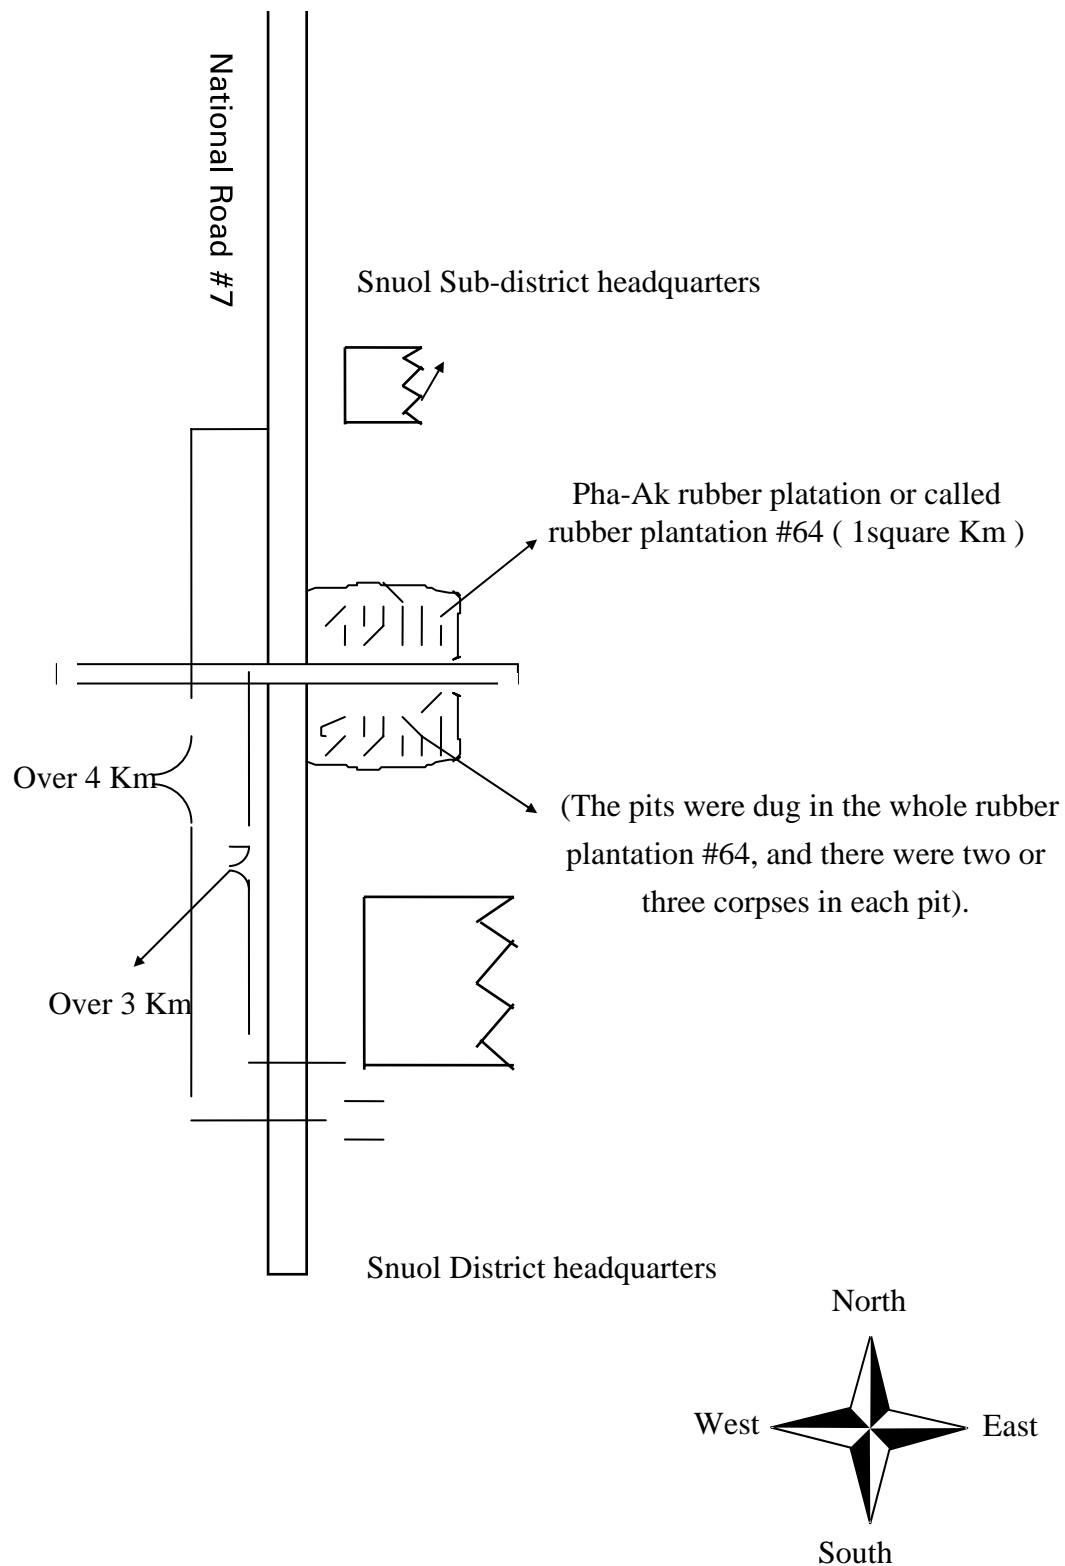 National Road #7
Snuol Sub-district headquarters
Pha-Ak rubber platation or called
rubber plantation #64 ( 1square Km )
Over 4 Km
(The pits were dug in the whole rubber
plantation #64, and there were two or
three corpses in each pit).
Over 3 Km
Snuol District headquarters
North
West
East
South